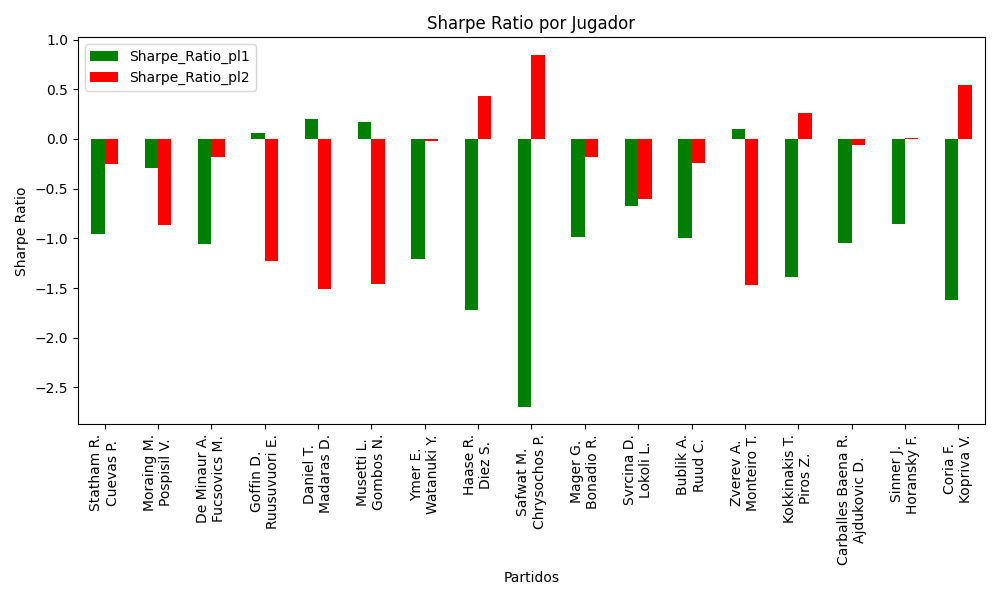 Sharpe Ratio por Jugador
Sharpe_Ratio_pl1
Sharpe_Ratio_pl2
Sharpe Ratio
1.0
0.5
0.0
−0.5
−1.0
−1.5
−2.0
−2.5
Statham R.
Cuevas P.
Moraing M.
Pospisil V.
De Minaur A.
Fucsovics M.
Goffin D.
Ruusuvuori E.
Daniel T.
Madaras D.
Musetti L.
Gombos N.
Ymer E.
Watanuki Y.
Haase R.
Diez S.
Safwat M.
Chrysochos P.
Mager G.
Bonadio R.
Svrcina D.
Lokoli L.
Bublik A.
Ruud C.
Zverev A.
Monteiro T.
Kokkinakis T.
Piros Z.
Carballes Baena R.
Ajdukovic D.
Sinner J.
Horansky F.
Coria F.
Kopriva V.
Partidos